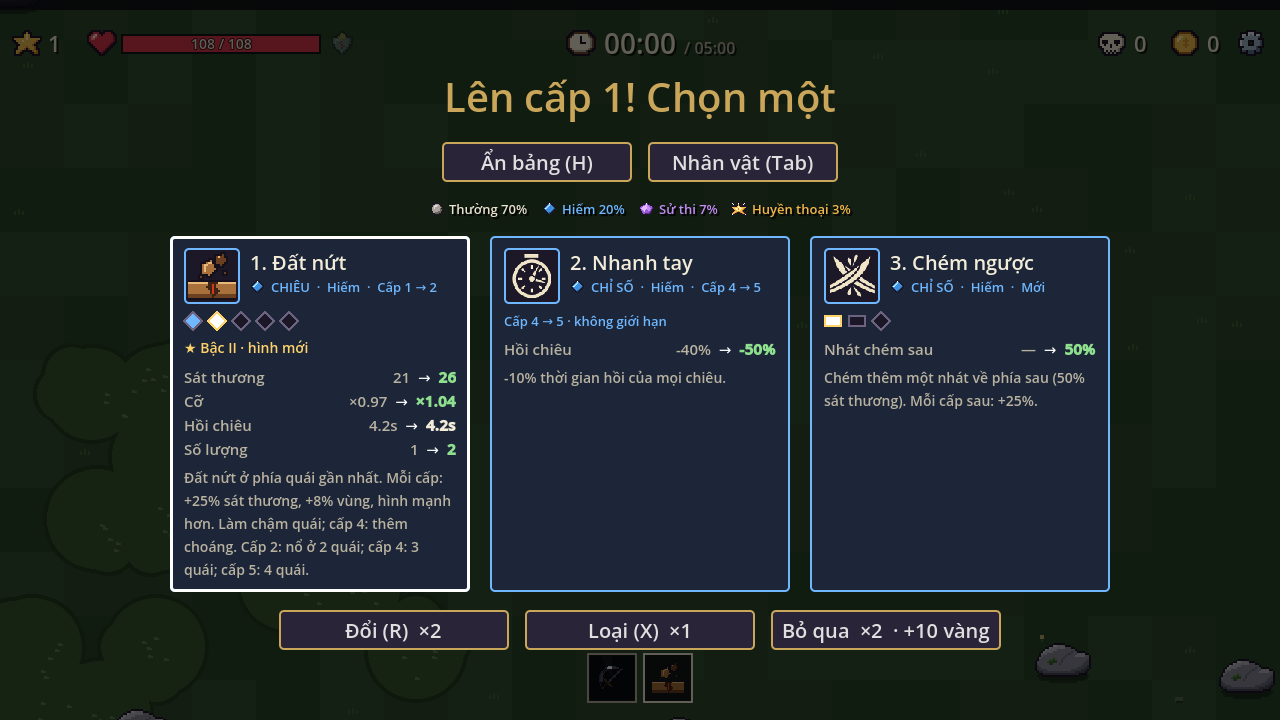 1
108 / 108
00:00 / 05:00
0
0
Lên cấp 1! Chọn một
Ẩn bảng (H)
Nhân vật (Tab)
Thường 70%
Hiếm 20%
Sử thi 7%
Huyền thoại 3%
1. Đất nứt
CHIÊU · Hiếm · Cấp 1 → 2
★ Bậc II · hình mới
Sát thương 21 → 26
Cỡ ×0.97 → ×1.04
Hồi chiêu 4.2s → 4.2s
Số lượng 1 → 2
Đất nứt ở phía quái gần nhất. Mỗi cấp:
+25% sát thương, +8% vùng, hình mạnh
hơn. Làm chậm quái; cấp 4: thêm
choáng. Cấp 2: nổ ở 2 quái; cấp 4: 3
quái; cấp 5: 4 quái.
2. Nhanh tay
CHỈ SỐ · Hiếm · Cấp 4 → 5
Cấp 4 → 5 · không giới hạn
Hồi chiêu -40% → -50%
-10% thời gian hồi của mọi chiêu.
3. Chém ngược
CHỈ SỐ · Hiếm · Mới
Nhát chém sau — → 50%
Chém thêm một nhát về phía sau (50%
sát thương). Mỗi cấp sau: +25%.
Đổi (R) ×2
Loại (X) ×1
Bỏ qua ×2 · +10 vàng